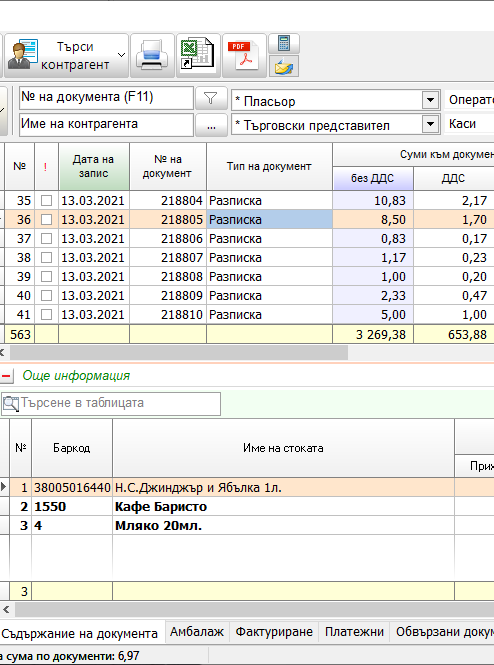 Търси
контрагент
PDF
№ на документа (F11)
* Пласьор
Операто
Име на контрагента
...
* Търговски представител
Каси
№ ! Дата на запис № на документ Тип на документ Суми към докумен
без ДДС ДДС
35 13.03.2021 218804 Разписка 10,83 2,17
36 13.03.2021 218805 Разписка 8,50 1,70
37 13.03.2021 218806 Разписка 0,83 0,17
38 13.03.2021 218807 Разписка 1,17 0,23
39 13.03.2021 218808 Разписка 1,00 0,20
40 13.03.2021 218809 Разписка 2,33 0,47
41 13.03.2021 218810 Разписка 5,00 1,00
563 3 269,38 653,88
Още информация
Търсене в таблицата
№ Баркод Име на стоката
Прих
1 38005016440 Н.С.Джинджър и Ябълка 1л.
2 1550 Кафе Баристо
3 4 Мляко 20мл.
3
Съдържание на документа Амбалаж Фактуриране Платежни Обвързани докум
а сума по документи: 6,97